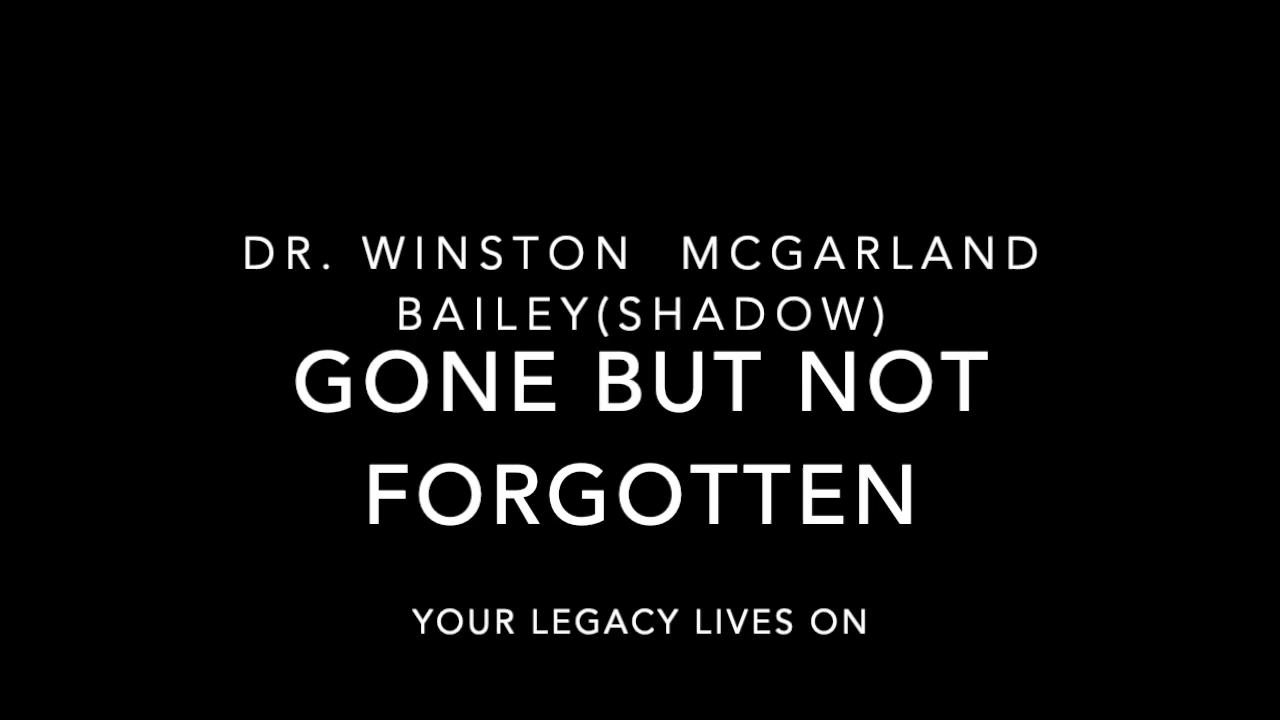 DR. WINSTON  MCGARLAND
BAILEY(SHADOW)
GONE BUT NOT
FORGOTTEN
YOUR LEGACY LIVES ON